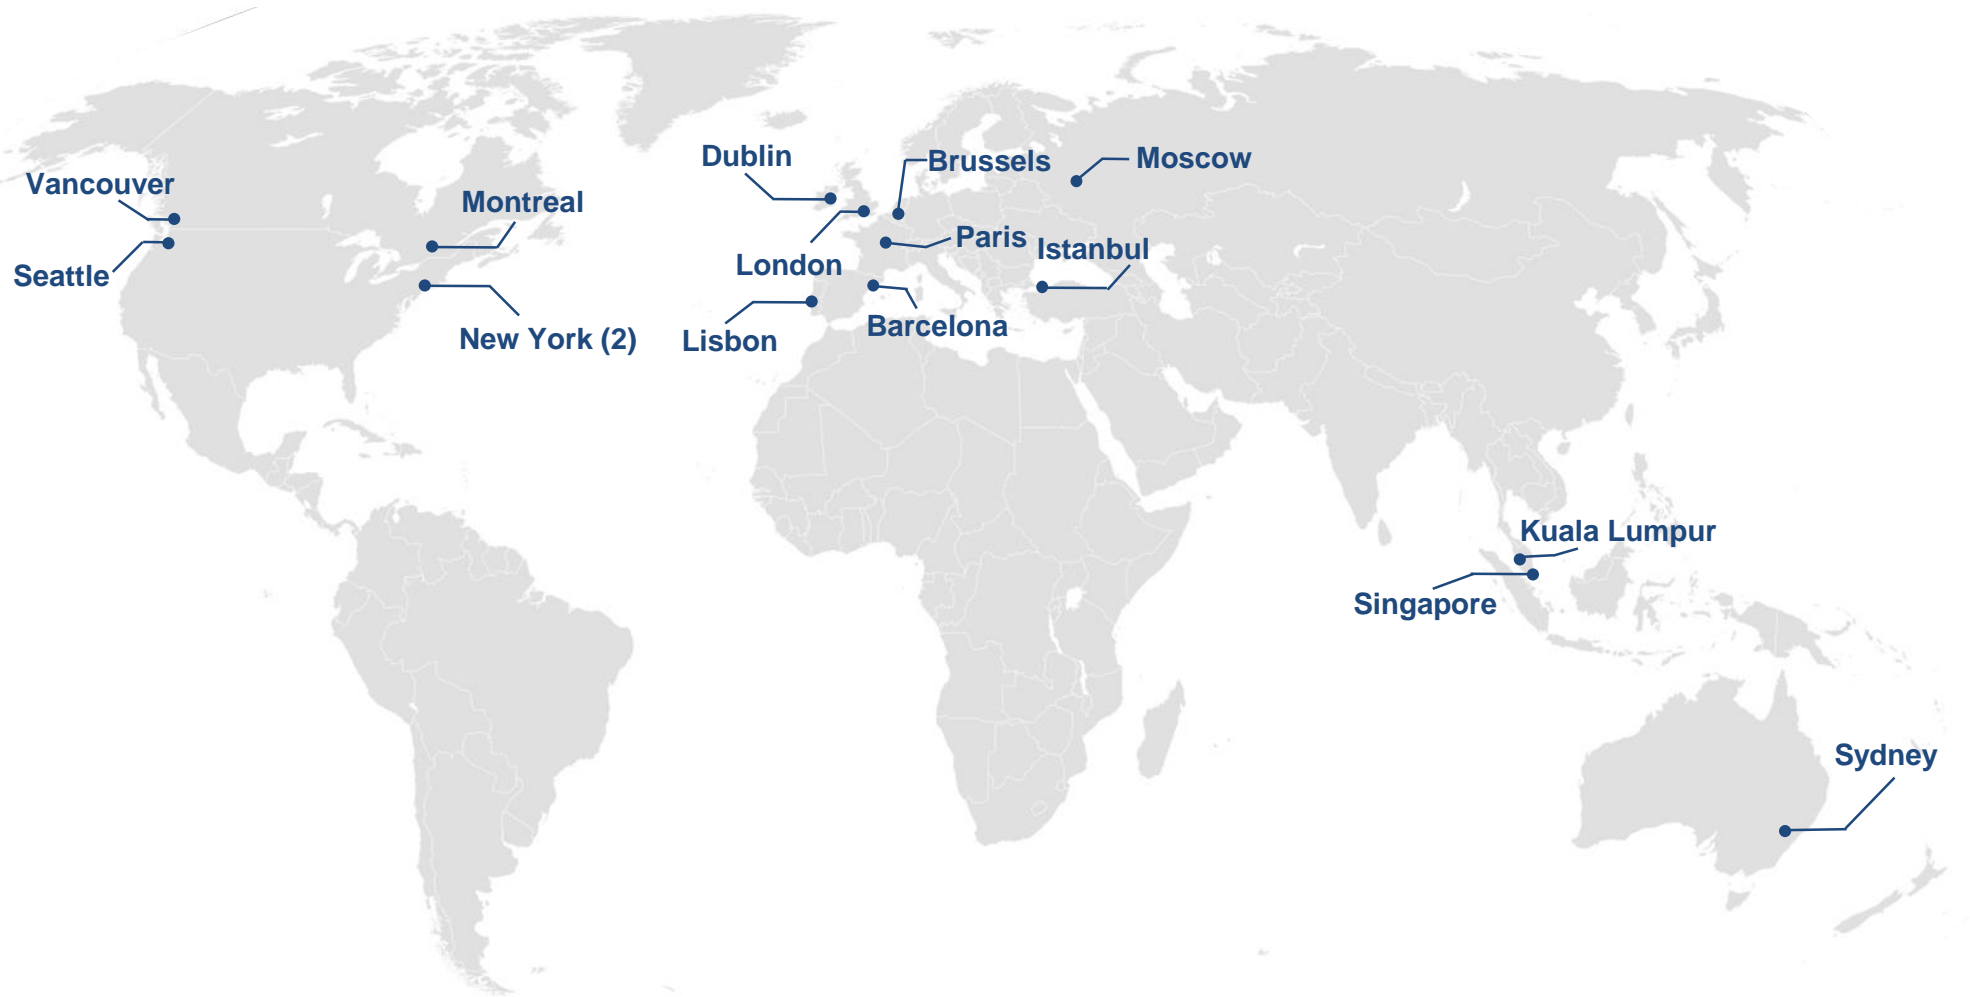 Dublin
Brussels
Moscow
Vancouver
Montreal
Paris
Istanbul
London
Seattle
Barcelona
New York (2)
Lisbon
Kuala Lumpur
Singapore
Sydney